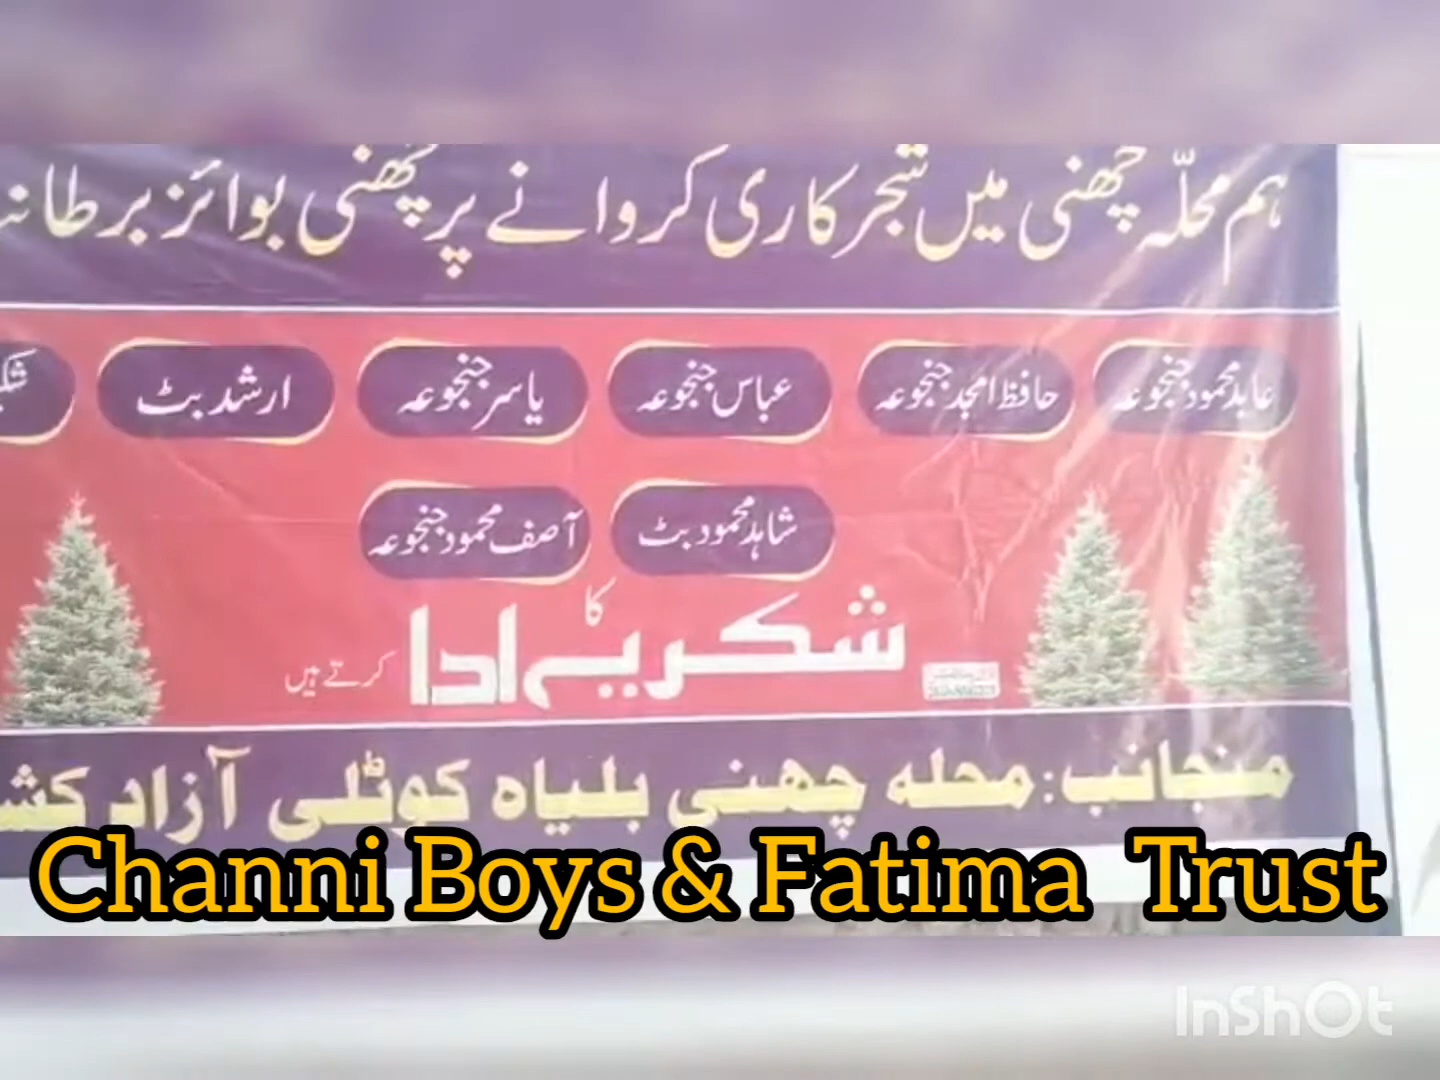 ہم محلّہ چھنی میں شجر کاری کروانے پر چھنی بوائز برطانیہ
عابد محمود جنجوعہ حافظ امجد جنجوعہ عباس جنجوعہ یاسر جنجوعہ ارشد بٹ
شاہد محمود بٹ آصف محمود جنجوعہ
کا شکریہ ادا کرتے ہیں
منجانب: محلہ چھنی بلیاہ کوٹلی آزاد کش
Channi Boys & Fatima Trust
InShOt